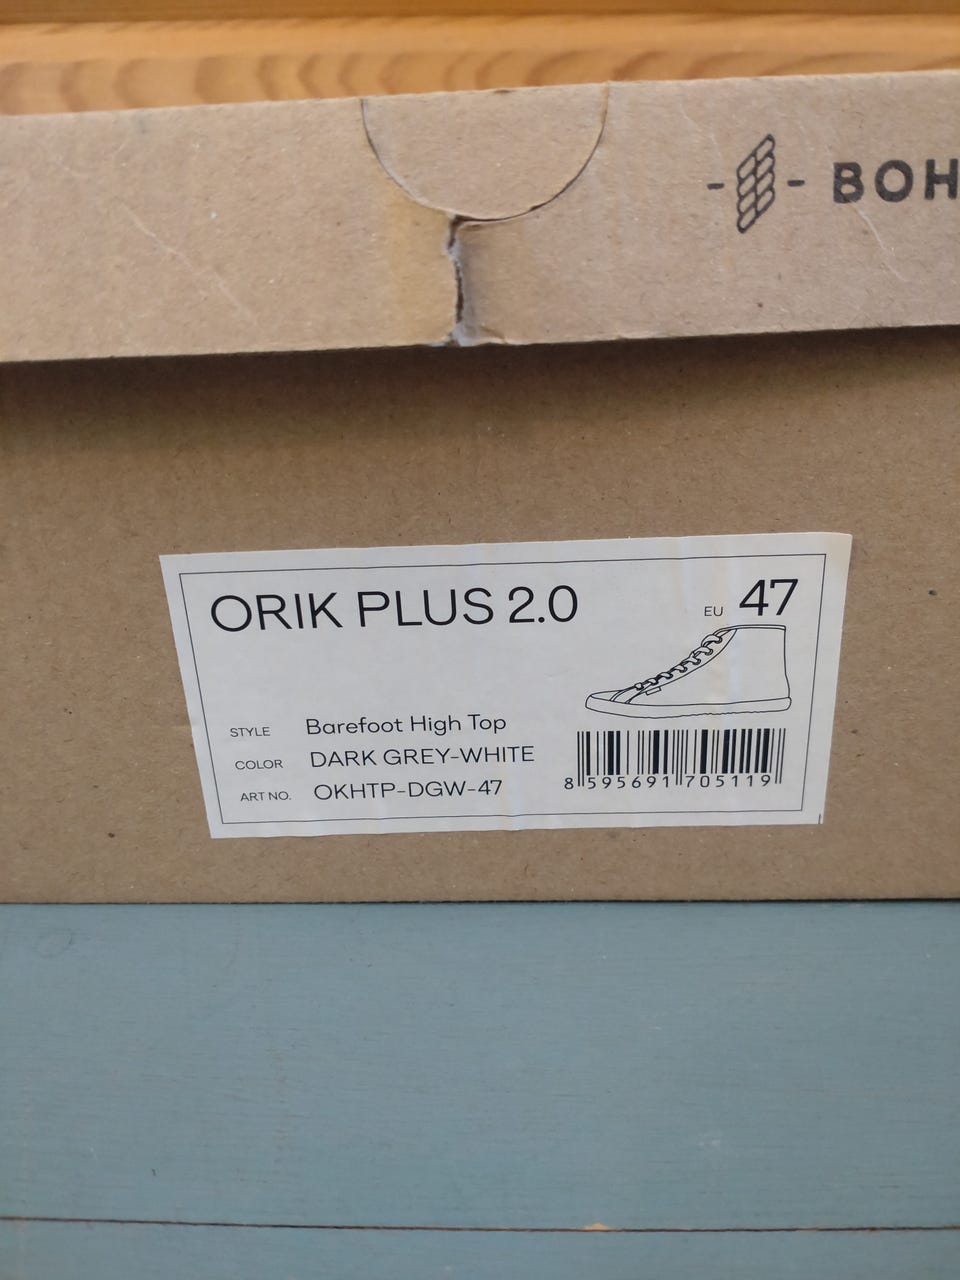 - BOH
ORIK PLUS 2.0
EU 47
STYLE Barefoot High Top
COLOR DARK GREY-WHITE
ART NO. OKHTP-DGW-47
8 595691 705119